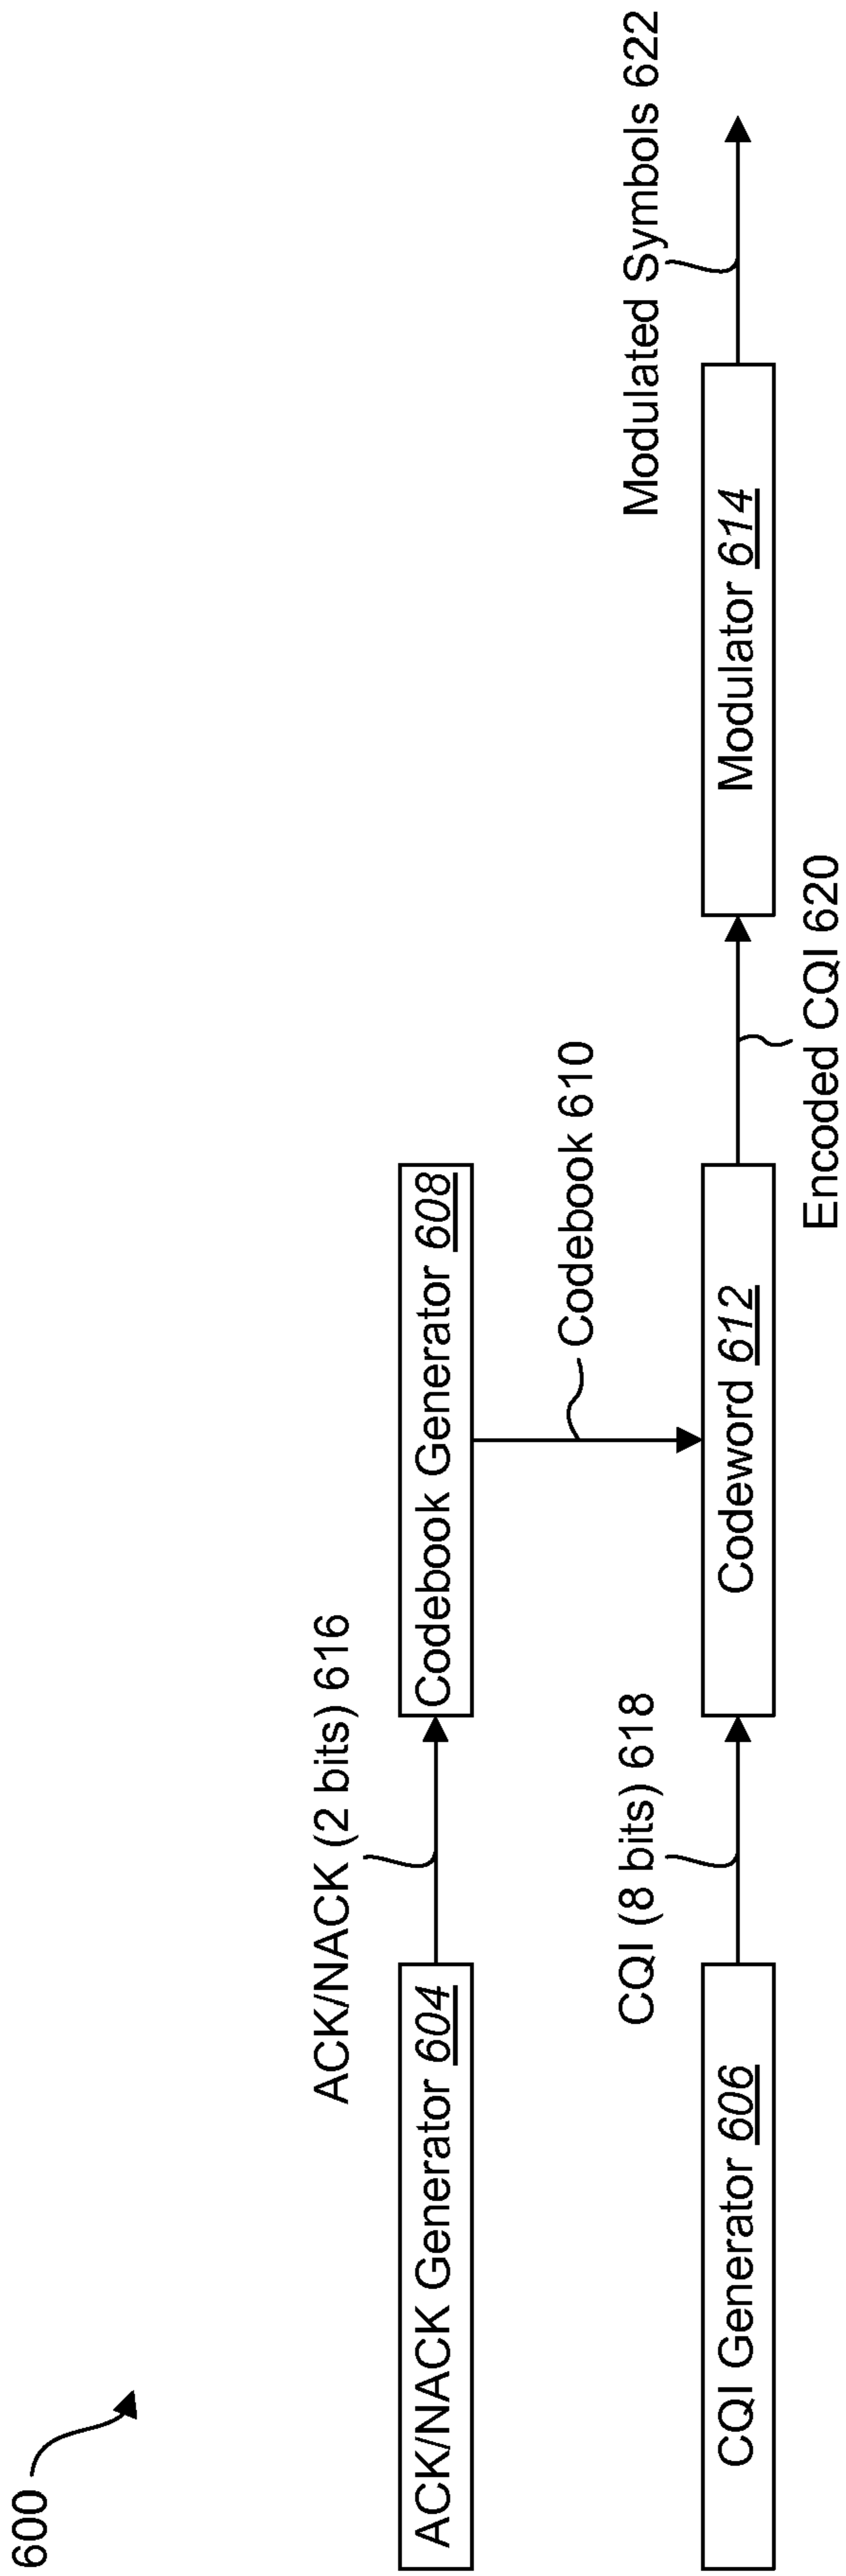 600
ACK/NACK Generator 604
ACK/NACK (2 bits) 616
Codebook Generator 608
Codebook 610
CQI Generator 606
CQI (8 bits) 618
Codeword 612
Encoded CQI 620
Modulator 614
Modulated Symbols 622